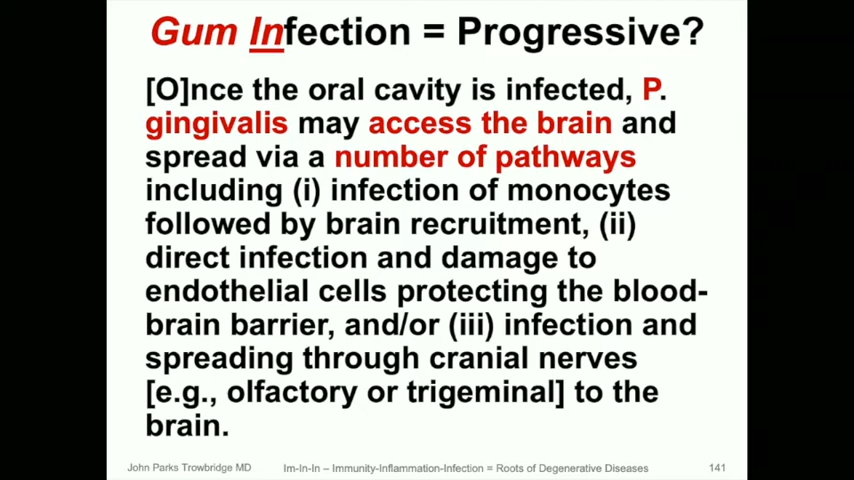 Gum Infection = Progressive?
[O]nce the oral cavity is infected, P.
gingivalis may access the brain and
spread via a number of pathways
including (i) infection of monocytes
followed by brain recruitment, (ii)
direct infection and damage to
endothelial cells protecting the blood-
brain barrier, and/or (iii) infection and
spreading through cranial nerves
[e.g., olfactory or trigeminal] to the
brain.
John Parks Trowbridge MD Im-In-In – Immunity-Inflammation-Infection = Roots of Degenerative Diseases 141